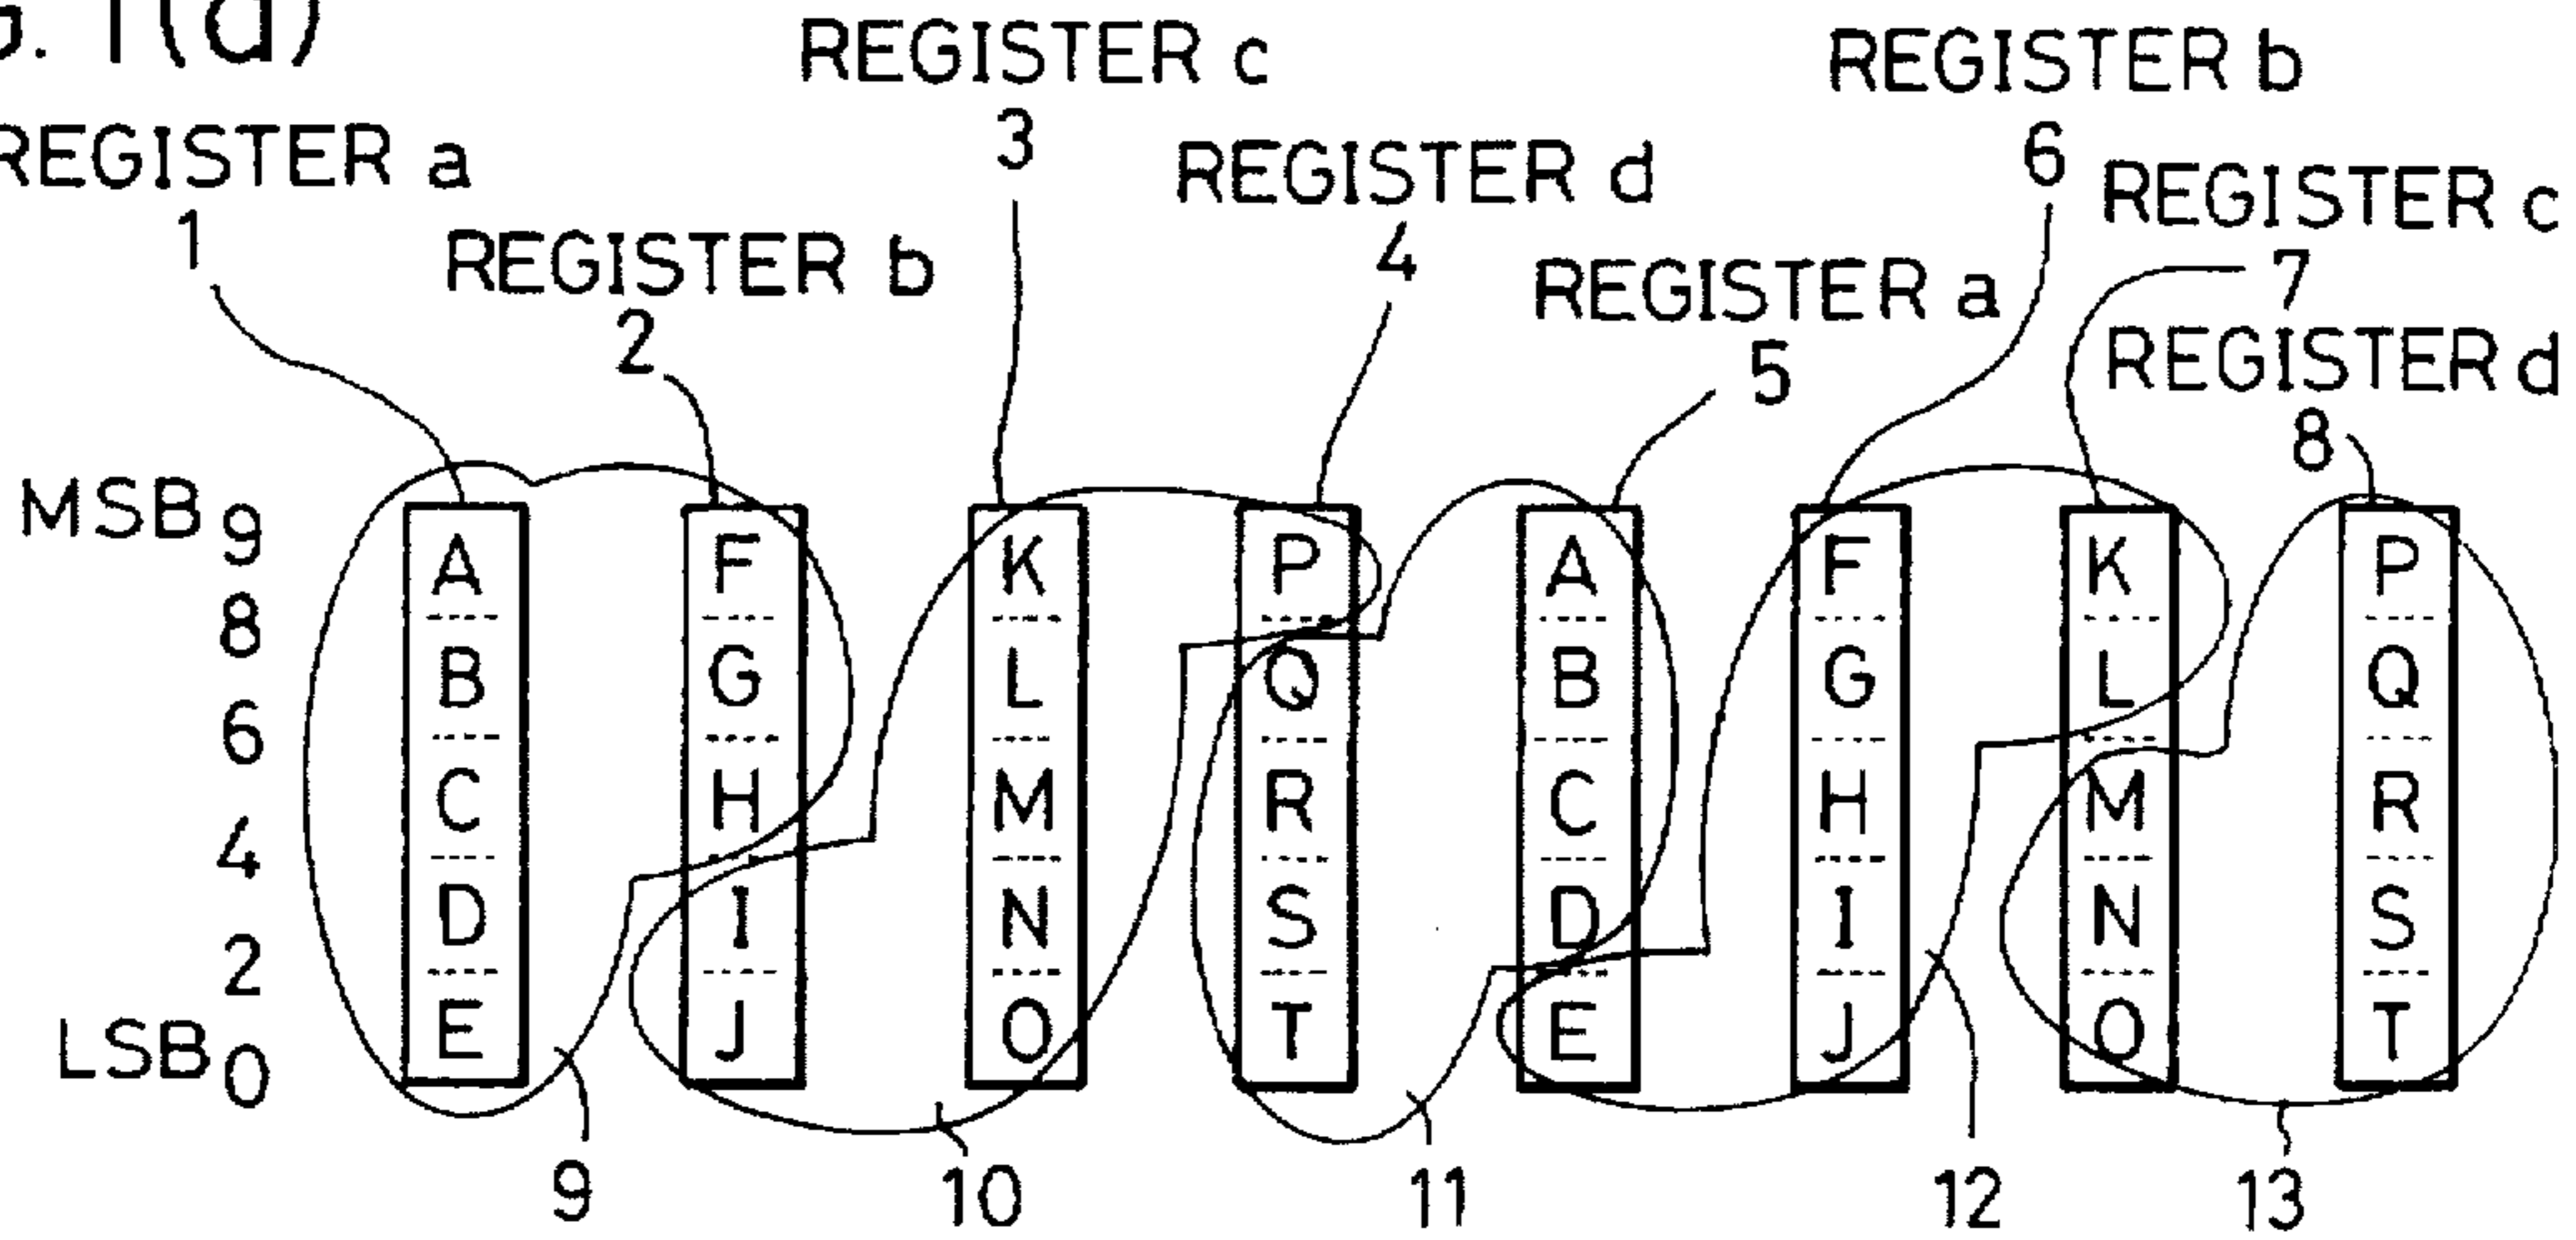 G. 1(d)
REGISTER c
3
REGISTER b
6
REGISTER a
1
REGISTER d
4
REGISTER c
7
REGISTER b
2
REGISTER a
5
REGISTER d
8
MSB 9
8
6
4
2
LSB 0
A F K P A F K P
B G L Q B G L Q
C H M R C H M R
D I N S D I N S
E J O T E J O T
9 10 11 12 13